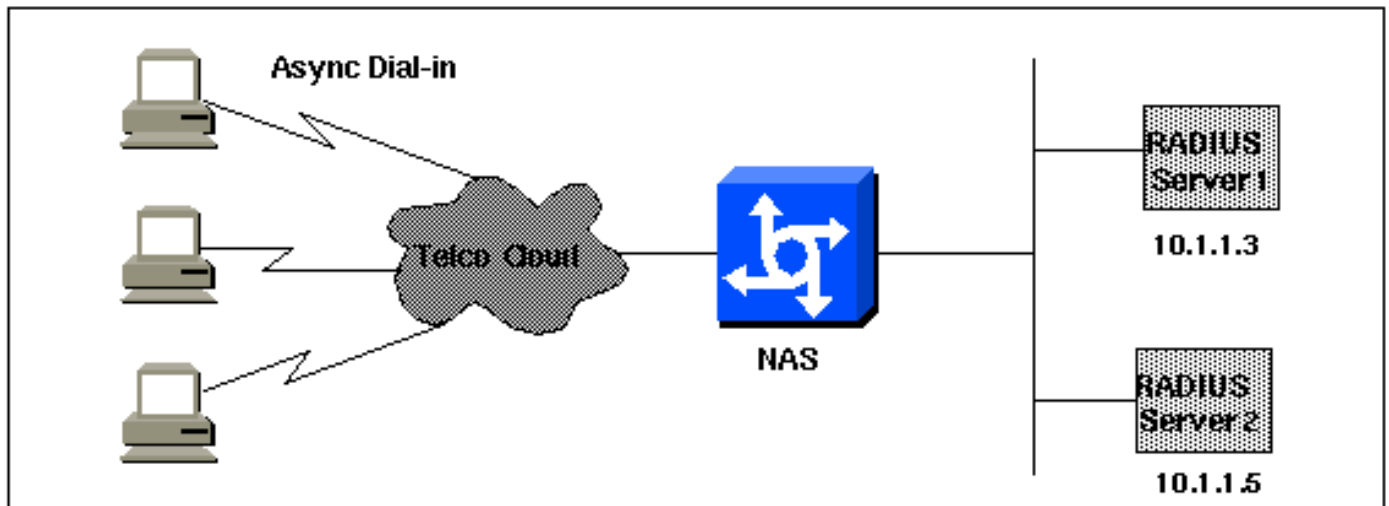 Async Dial-in
Telco Cloud
NAS
RADIUS
Server 1
10.1.1.3
RADIUS
Server 2
10.1.1.5